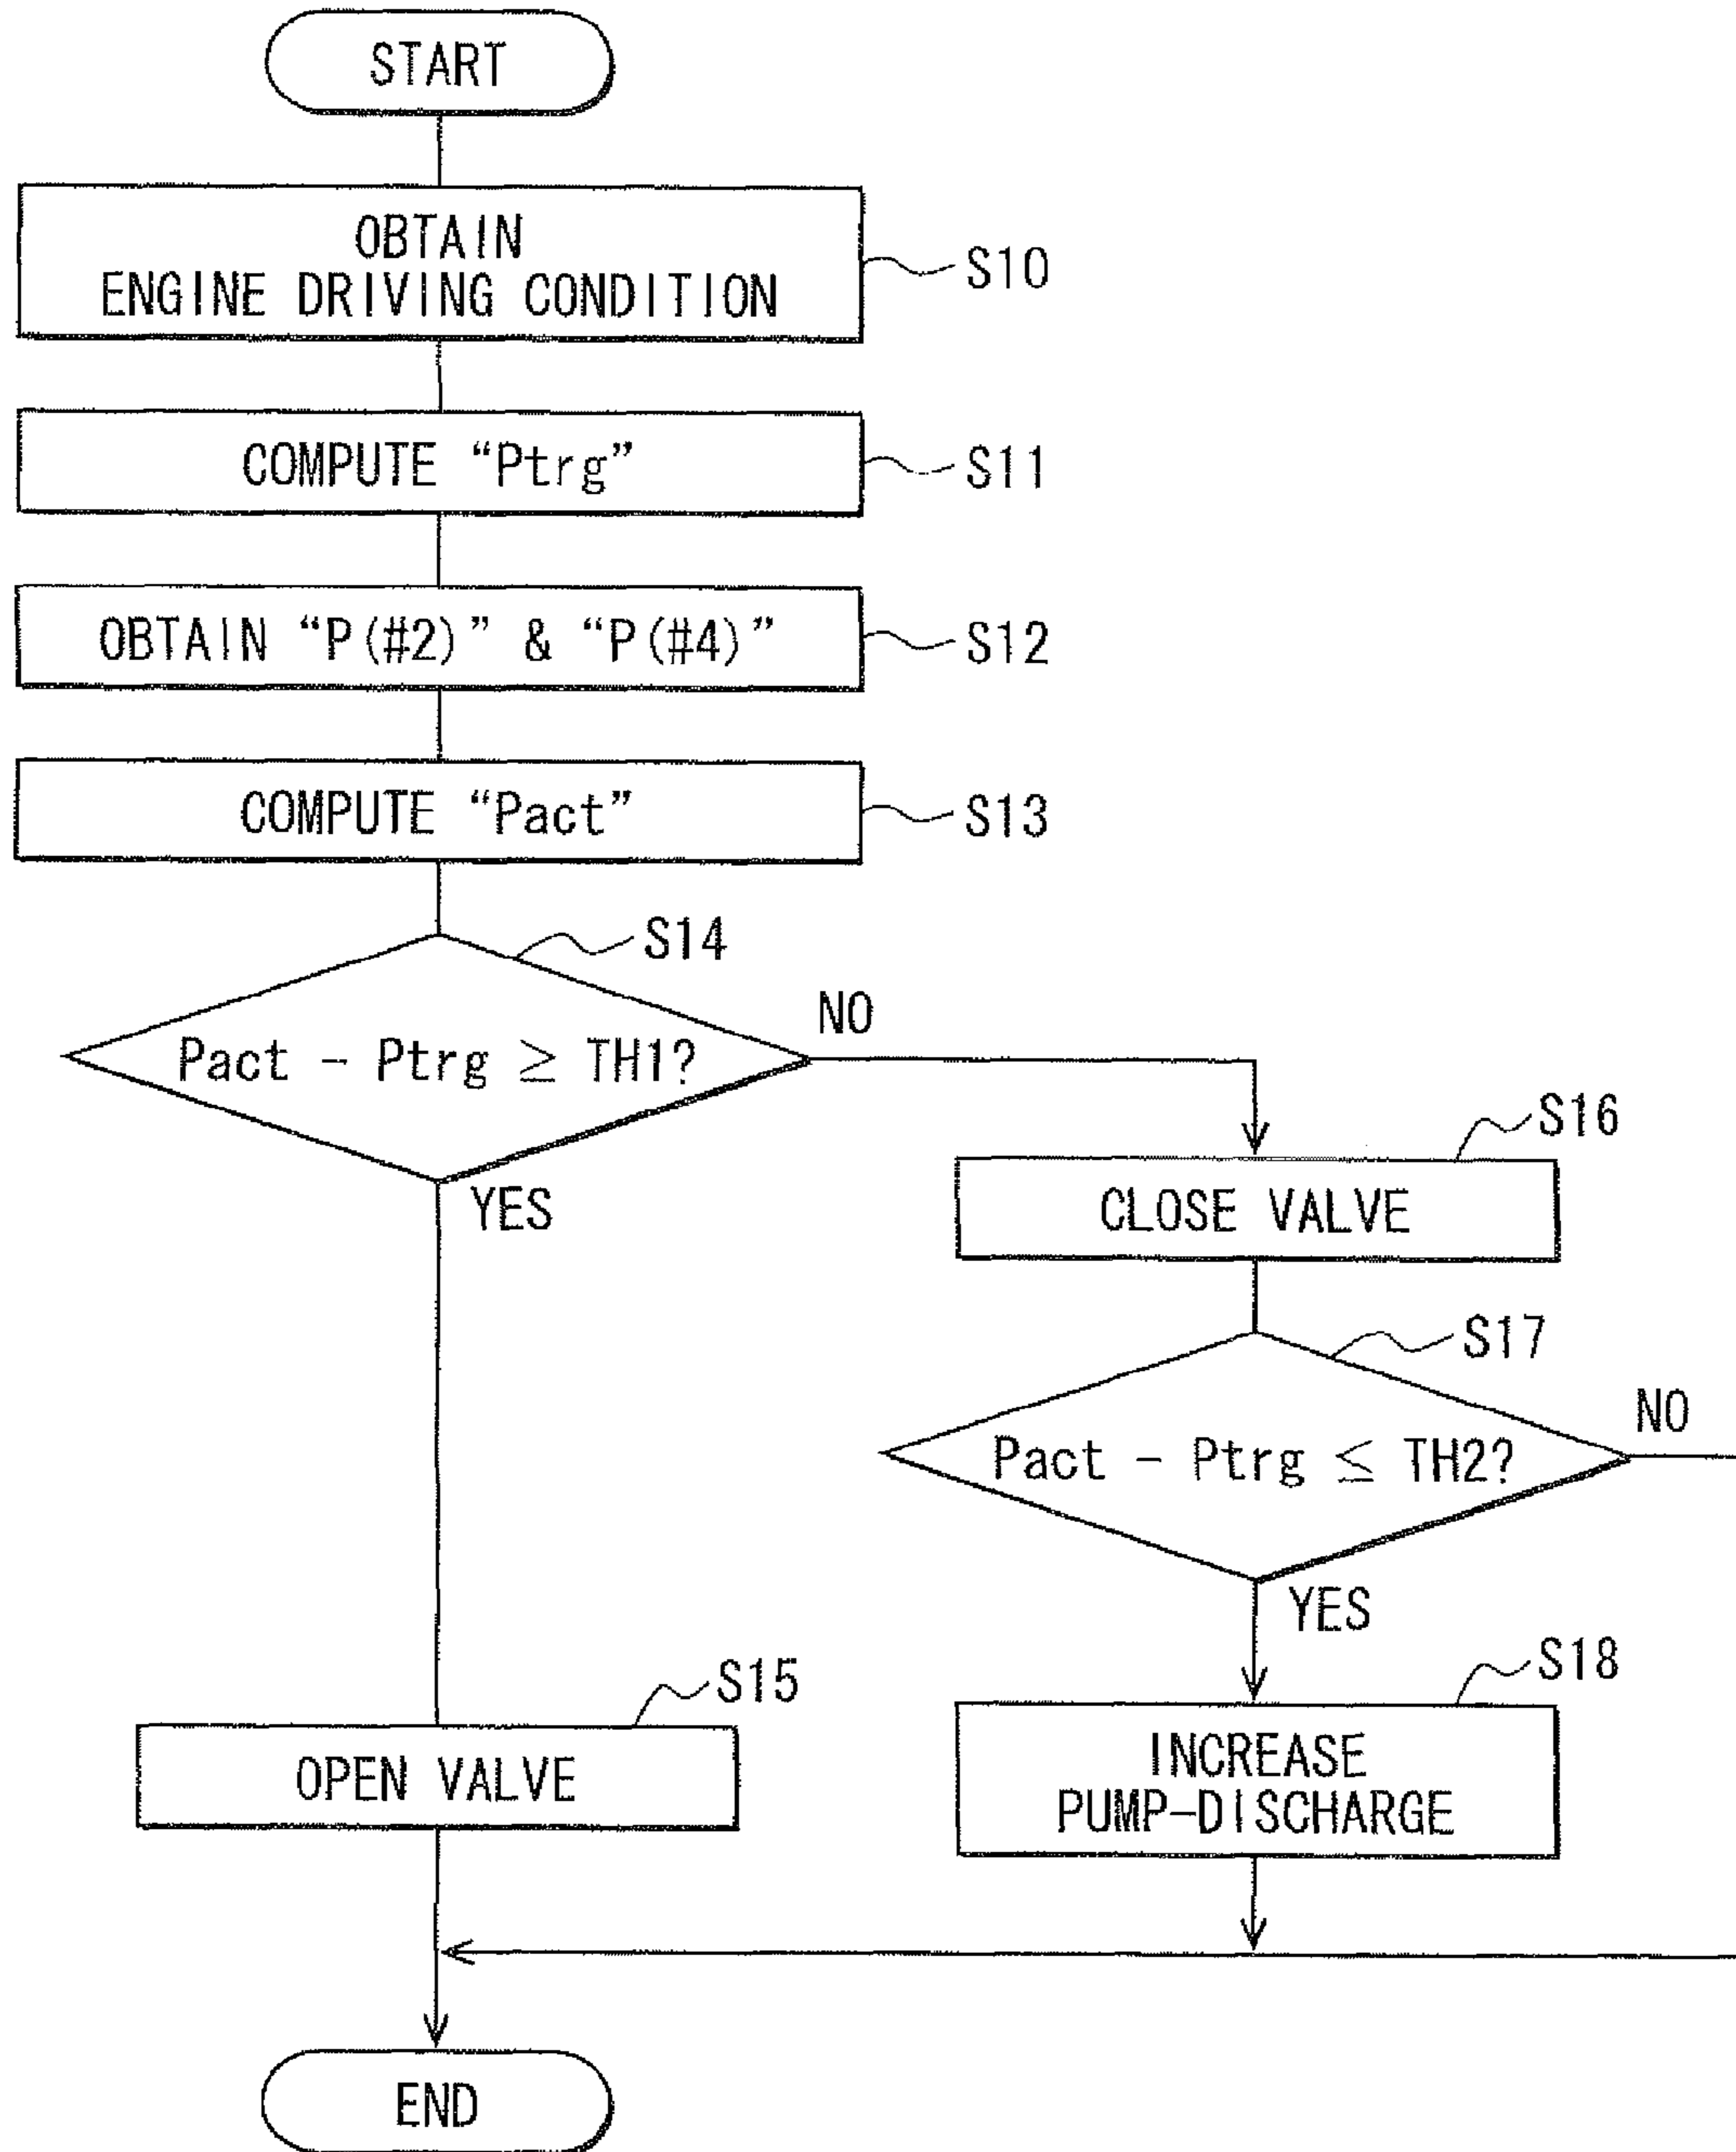 START
OBTAIN
ENGINE DRIVING CONDITION
S10
COMPUTE “Ptrg”
S11
OBTAIN “P(#2)” & “P(#4)”
S12
COMPUTE “Pact”
S13
S14
Pact - Ptrg ≥ TH1?
NO
YES
S16
CLOSE VALVE
S17
Pact - Ptrg ≤ TH2?
NO
YES
S15
OPEN VALVE
S18
INCREASE
PUMP-DISCHARGE
END